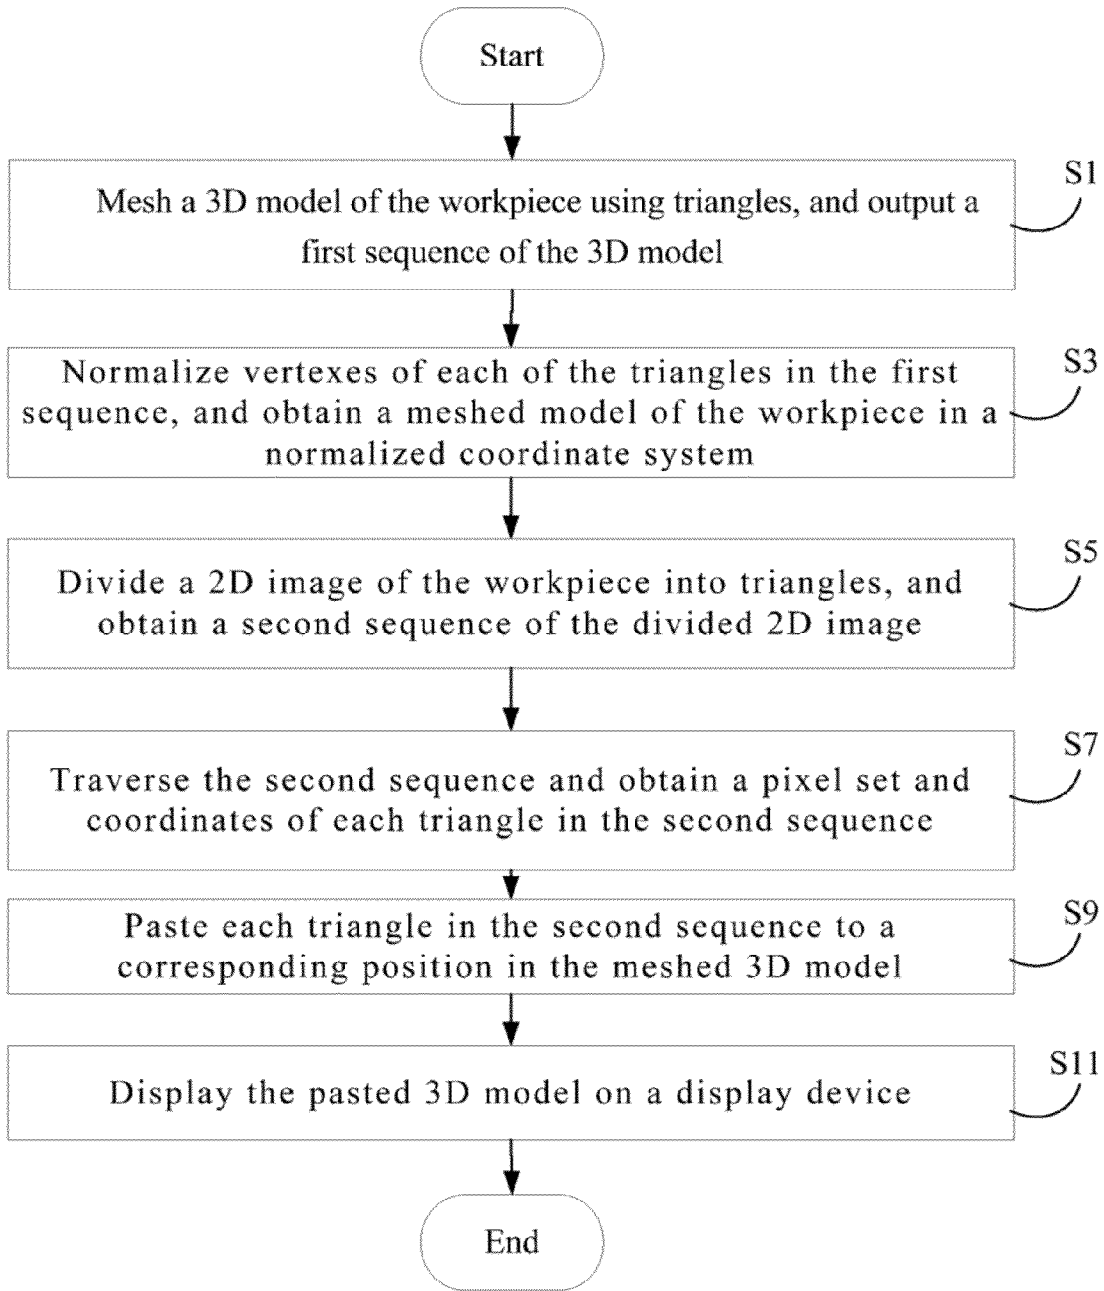 Start
S1
Mesh a 3D model of the workpiece using triangles, and output a
first sequence of the 3D model
S3
Normalize vertexes of each of the triangles in the first
sequence, and obtain a meshed model of the workpiece in a
normalized coordinate system
S5
Divide a 2D image of the workpiece into triangles, and
obtain a second sequence of the divided 2D image
S7
Traverse the second sequence and obtain a pixel set and
coordinates of each triangle in the second sequence
S9
Paste each triangle in the second sequence to a
corresponding position in the meshed 3D model
S11
Display the pasted 3D model on a display device
End